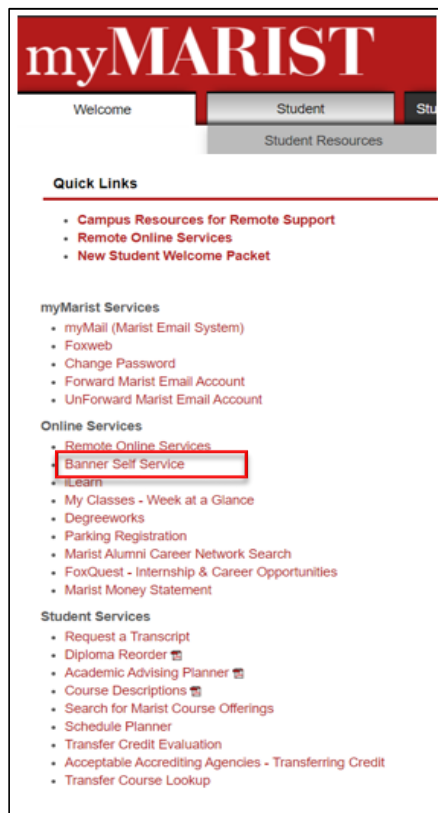 myMARIST
Welcome
Student
Stu
Student Resources
Quick Links
Campus Resources for Remote Support
Remote Online Services
New Student Welcome Packet
myMarist Services
myMail (Marist Email System)
Foxweb
Change Password
Forward Marist Email Account
UnForward Marist Email Account
Online Services
Remote Online Services
Banner Self Service
iLearn
My Classes - Week at a Glance
Degreeworks
Parking Registration
Marist Alumni Career Network Search
FoxQuest - Internship & Career Opportunities
Marist Money Statement
Student Services
Request a Transcript
Diploma Reorder
Academic Advising Planner
Course Descriptions
Search for Marist Course Offerings
Schedule Planner
Transfer Credit Evaluation
Acceptable Accrediting Agencies - Transferring Credit
Transfer Course Lookup